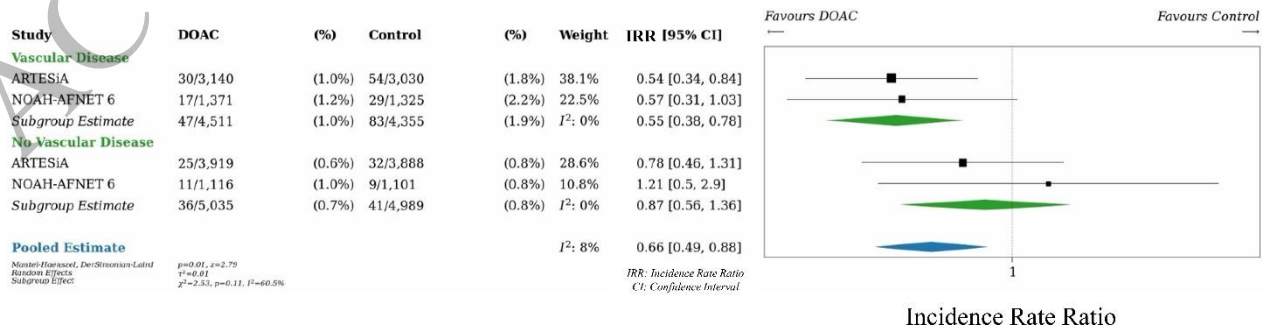 Favours DOAC Favours Control
← →
Study DOAC (%) Control (%) Weight IRR [95% CI]
Vascular Disease
ARTESiA 30/3,140 (1.0%) 54/3,030 (1.8%) 38.1% 0.54 [0.34, 0.84]
NOAH-AFNET 6 17/1,371 (1.2%) 29/1,325 (2.2%) 22.5% 0.57 [0.31, 1.03]
Subgroup Estimate 47/4,511 (1.0%) 83/4,355 (1.9%) I²: 0% 0.55 [0.38, 0.78]
No Vascular Disease
ARTESiA 25/3,919 (0.6%) 32/3,888 (0.8%) 28.6% 0.78 [0.46, 1.31]
NOAH-AFNET 6 11/1,116 (1.0%) 9/1,101 (0.8%) 10.8% 1.21 [0.5, 2.9]
Subgroup Estimate 36/5,035 (0.7%) 41/4,989 (0.8%) I²: 0% 0.87 [0.56, 1.36]
Pooled Estimate I²: 8% 0.66 [0.49, 0.88]
Mantel-Haenszel, DerSimonian-Laird p=0.01, z=2.79
Random Effects τ²=0.01
Subgroup Effect χ²=2.53, p=0.11, I²=60.5%
IRR: Incidence Rate Ratio
CI: Confidence Interval
1
Incidence Rate Ratio